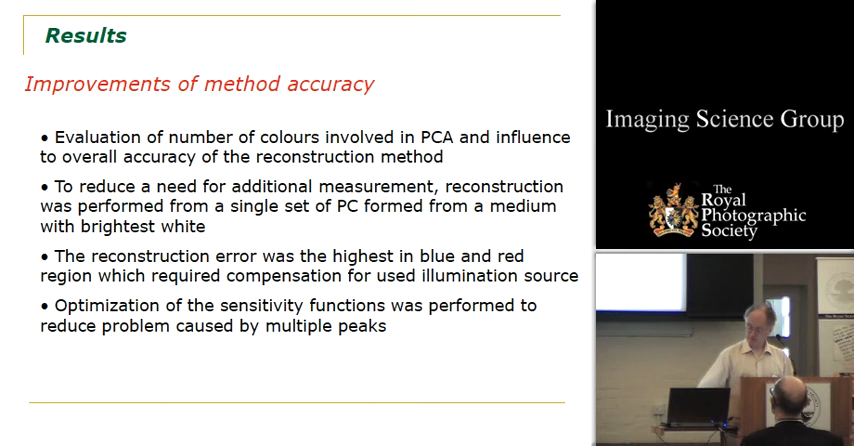 Results
Improvements of method accuracy
• Evaluation of number of colours involved in PCA and influence
to overall accuracy of the reconstruction method
• To reduce a need for additional measurement, reconstruction
was performed from a single set of PC formed from a medium
with brightest white
• The reconstruction error was the highest in blue and red
region which required compensation for used illumination source
• Optimization of the sensitivity functions was performed to
reduce problem caused by multiple peaks
Imaging Science Group
The
Royal
Photographic
Society